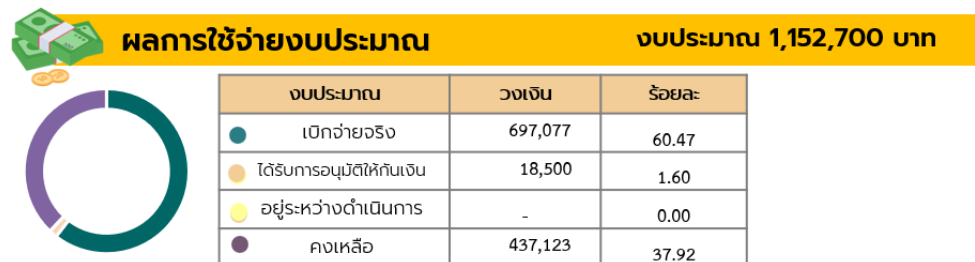 ผลการใช้จ่ายงบประมาณ งบประมาณ 1,152,700 บาท
งบประมาณ วงเงิน ร้อยละ
เบิกจ่ายจริง 697,077 60.47
ได้รับการอนุมัติให้กันเงิน 18,500 1.60
อยู่ระหว่างดำเนินการ - 0.00
คงเหลือ 437,123 37.92